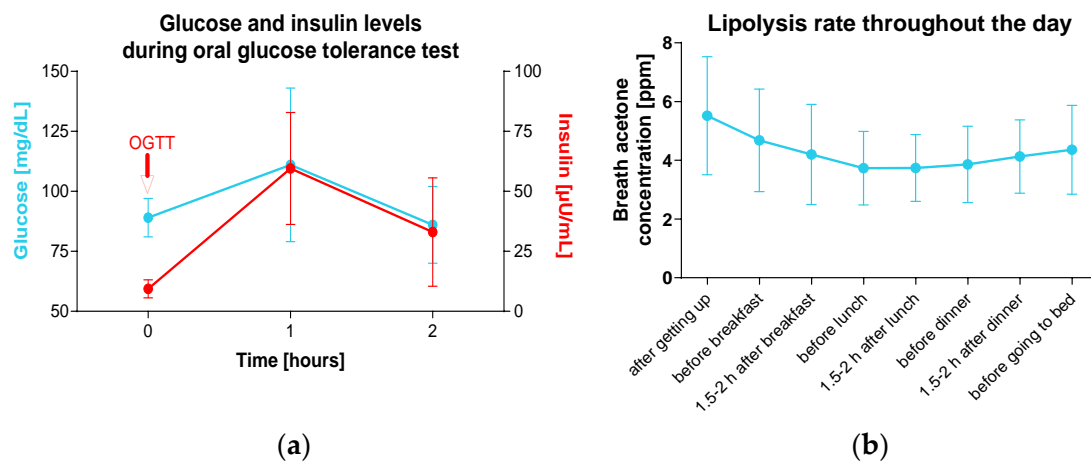 Glucose and insulin levels
during oral glucose tolerance test
Glucose [mg/dL]
150
125
100
75
50
OGTT
100
75
50
25
0
Insulin [µU/mL]
0 1 2
Time [hours]
(a)
Lipolysis rate throughout the day
Breath acetone
concentration [ppm]
8
6
4
2
0
after getting up
before breakfast
1.5-2 h after breakfast
before lunch
1.5-2 h after lunch
before dinner
1.5-2 h after dinner
before going to bed
(b)